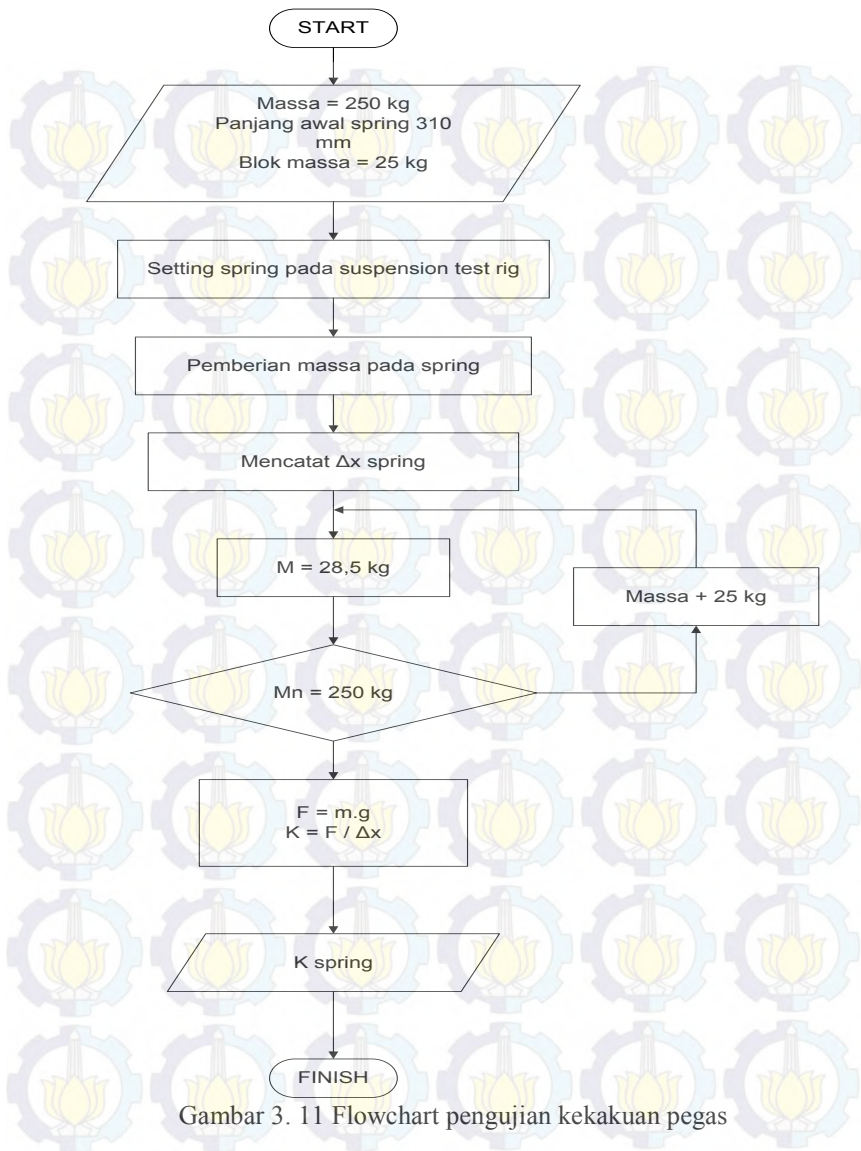 START
Massa = 250 kg
Panjang awal spring 310
mm
Blok massa = 25 kg
Setting spring pada suspension test rig
Pemberian massa pada spring
Mencatat Δx spring
M = 28,5 kg
Massa + 25 kg
Mn = 250 kg
F = m.g
K = F / Δx
K spring
FINISH
Gambar 3. 11 Flowchart pengujian kekakuan pegas